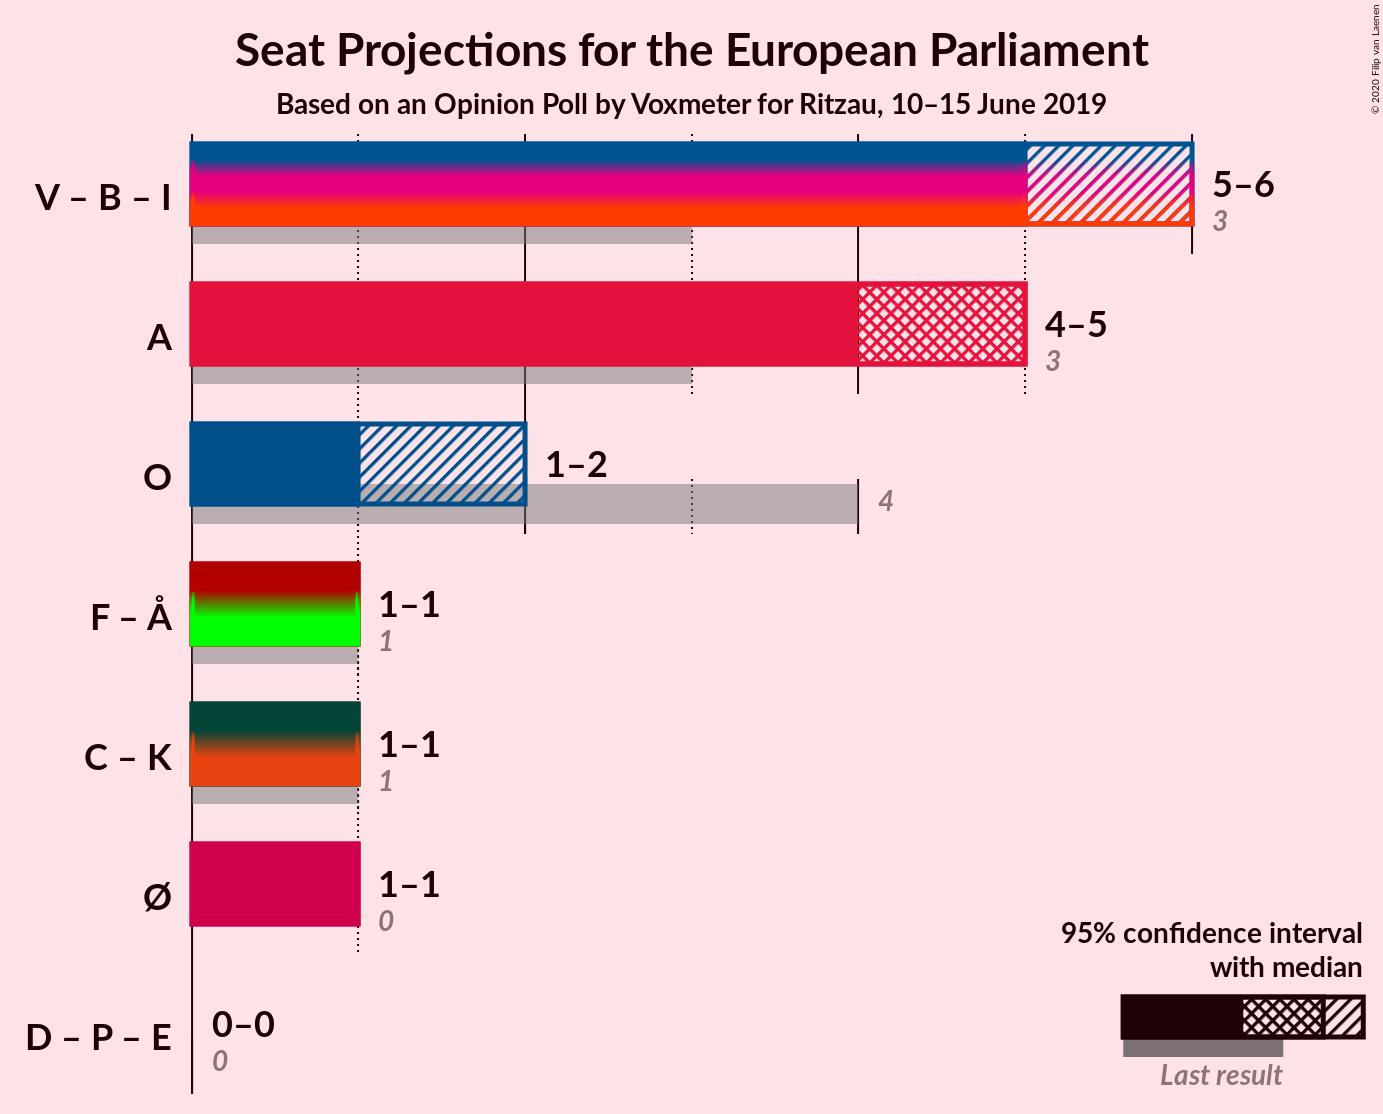 Seat Projections for the European Parliament
Based on an Opinion Poll by Voxmeter for Ritzau, 10–15 June 2019
© 2020 Filip van Laenen
V – B – I
5–6
3
A
4–5
3
O
1–2
4
F – Å
1–1
1
C – K
1–1
1
Ø
1–1
0
D – P – E
0–0
0
95% confidence interval
with median
Last result